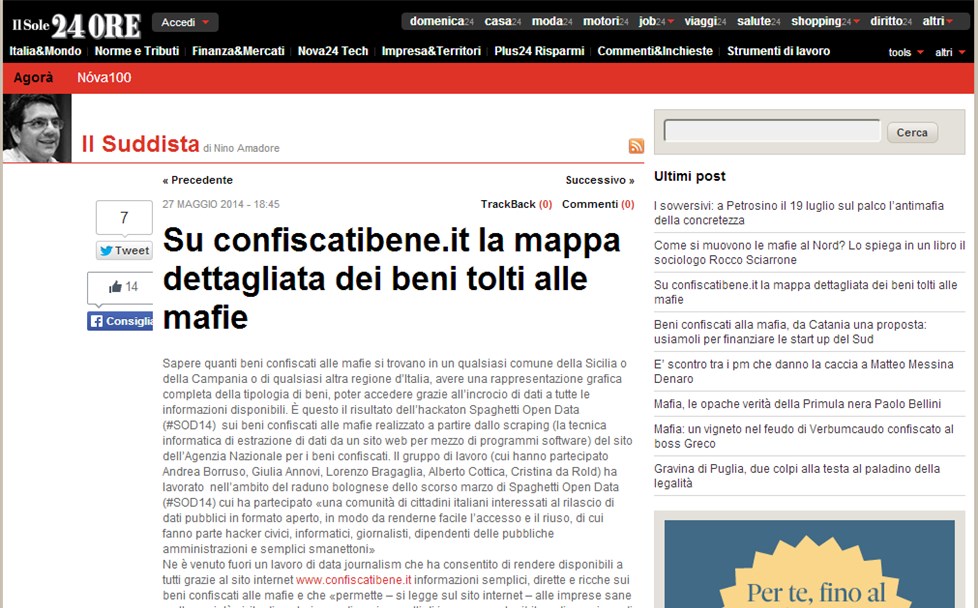 Il Sole 24 ORE
Accedi
domenica24 casa24 moda24 motori24 job24 viaggi24 salute24 shopping24 diritto24 altri
Italia&Mondo Norme e Tributi Finanza&Mercati Nova24 Tech Impresa&Territori Plus24 Risparmi Commenti&Inchieste Strumenti di lavoro tools altri
Agorà Nóva100
Il Suddista di Nino Amadore
« Precedente Successivo »
27 MAGGIO 2014 - 18:45 TrackBack (0) Commenti (0)
7
Tweet
14
Consiglia
Su confiscatibene.it la mappa
dettagliata dei beni tolti alle
mafie
Sapere quanti beni confiscati alle mafie si trovano in un qualsiasi comune della Sicilia o
della Campania o di qualsiasi altra regione d'Italia, avere una rappresentazione grafica
completa della tipologia di beni, poter accedere grazie all'incrocio di dati a tutte le
informazioni disponibili. È questo il risultato dell'hackaton Spaghetti Open Data
(#SOD14) sui beni confiscati alle mafie realizzato a partire dallo scraping (la tecnica
informatica di estrazione di dati da un sito web per mezzo di programmi software) del sito
dell'Agenzia Nazionale per i beni confiscati. Il gruppo di lavoro (cui hanno partecipato
Andrea Borruso, Giulia Annovi, Lorenzo Bragaglia, Alberto Cottica, Cristina da Rold) ha
lavorato nell'ambito del raduno bolognese dello scorso marzo di Spaghetti Open Data
(#SOD14) cui ha partecipato «una comunità di cittadini italiani interessati al rilascio di
dati pubblici in formato aperto, in modo da renderne facile l'accesso e il riuso, di cui
fanno parte hacker civici, informatici, giornalisti, dipendenti delle pubbliche
amministrazioni e semplici smanettoni»
Ne è venuto fuori un lavoro di data journalism che ha consentito di rendere disponibili a
tutti grazie al sito internet www.confiscatibene.it informazioni semplici, dirette e ricche sui
beni confiscati alle mafie e che «permette – si legge sul sito internet – alle imprese sane
Cerca
Ultimi post
I sovversivi: a Petrosino il 19 luglio sul palco l'antimafia
della concretezza
Come si muovono le mafie al Nord? Lo spiega in un libro il
sociologo Rocco Sciarrone
Su confiscatibene.it la mappa dettagliata dei beni tolti alle
mafie
Beni confiscati alla mafia, da Catania una proposta:
usiamoli per finanziare le start up del Sud
E' scontro tra i pm che danno la caccia a Matteo Messina
Denaro
Mafia, le opache verità della Primula nera Paolo Bellini
Mafia: un vigneto nel feudo di Verbumcaudo confiscato al
boss Greco
Gravina di Puglia, due colpi alla testa al paladino della
legalità
Per te, fino al